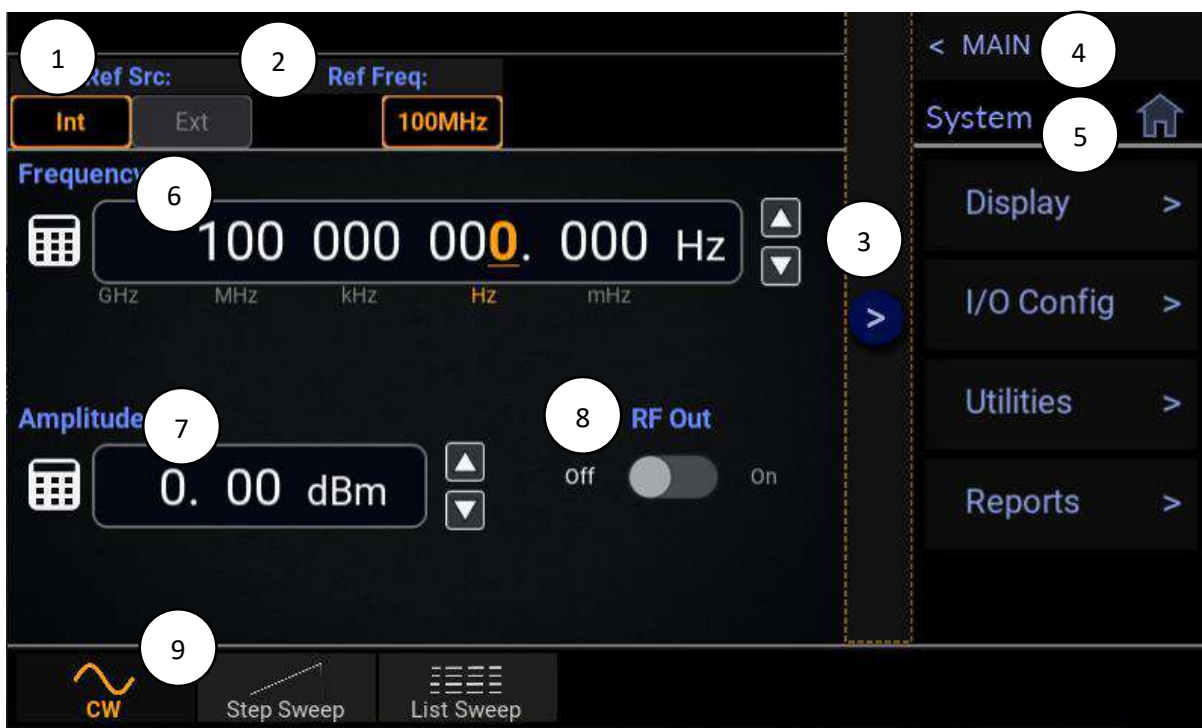 1
2
4
< MAIN
Ref Src:
Ref Freq:
Int
Ext
100MHz
System
5
Frequency
6
100 000 000. 000 Hz
GHz
MHz
kHz
Hz
mHz
3
>
Display >
I/O Config >
Utilities >
Reports >
Amplitude
7
0. 00 dBm
8
RF Out
Off
On
9
CW
Step Sweep
List Sweep